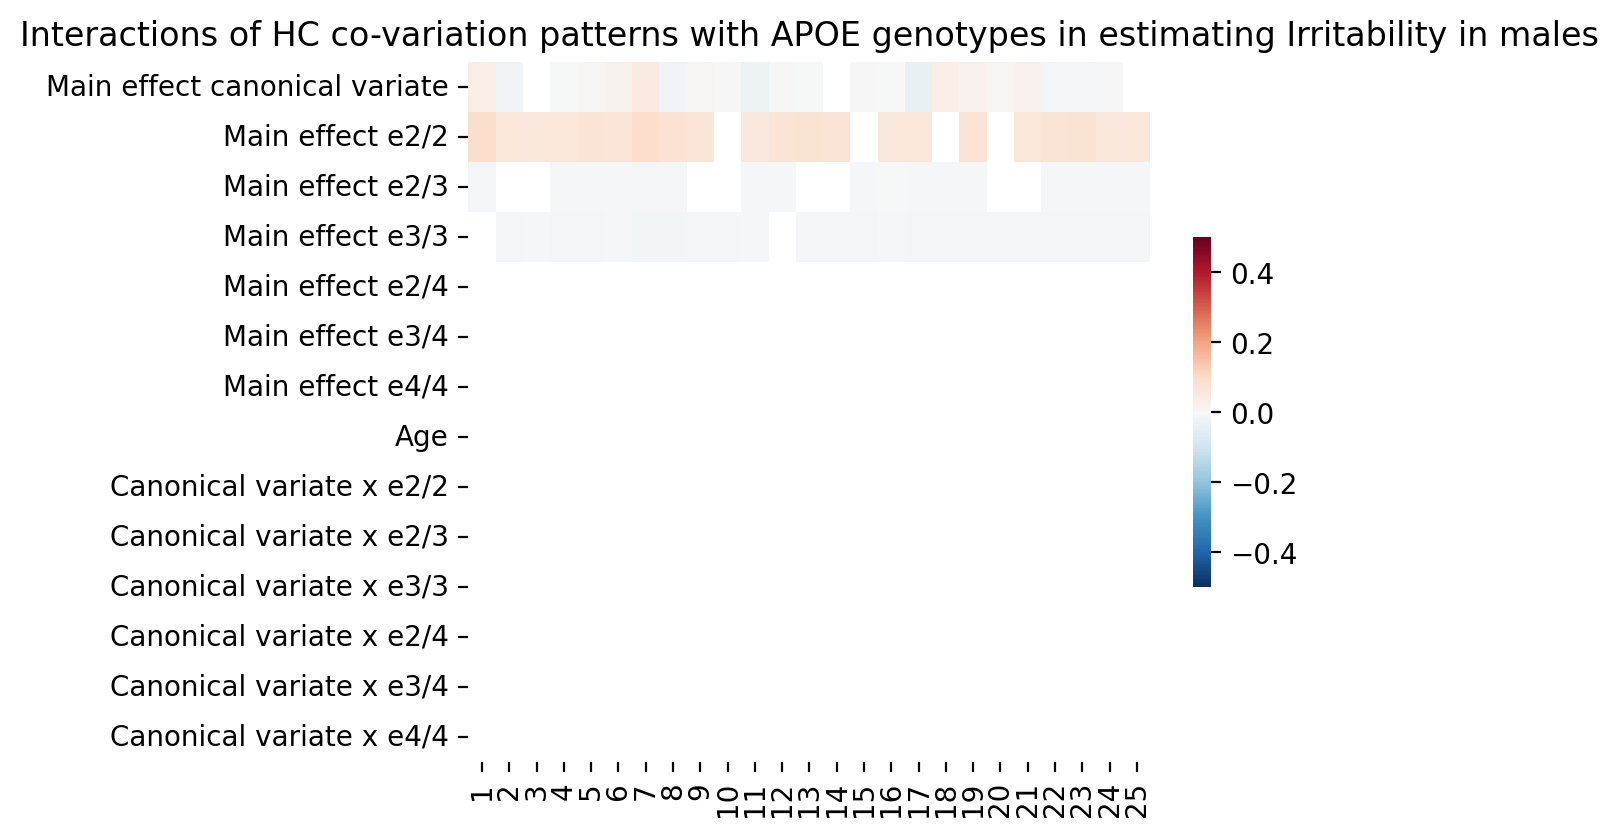 Interactions of HC co-variation patterns with APOE genotypes in estimating Irritability in males
Main effect canonical variate
Main effect e2/2
Main effect e2/3
Main effect e3/3
Main effect e2/4
Main effect e3/4
Main effect e4/4
Age
Canonical variate x e2/2
Canonical variate x e2/3
Canonical variate x e3/3
Canonical variate x e2/4
Canonical variate x e3/4
Canonical variate x e4/4
1 2 3 4 5 6 7 8 9 10 11 12 13 14 15 16 17 18 19 20 21 22 23 24 25
0.4
0.2
0.0
−0.2
−0.4